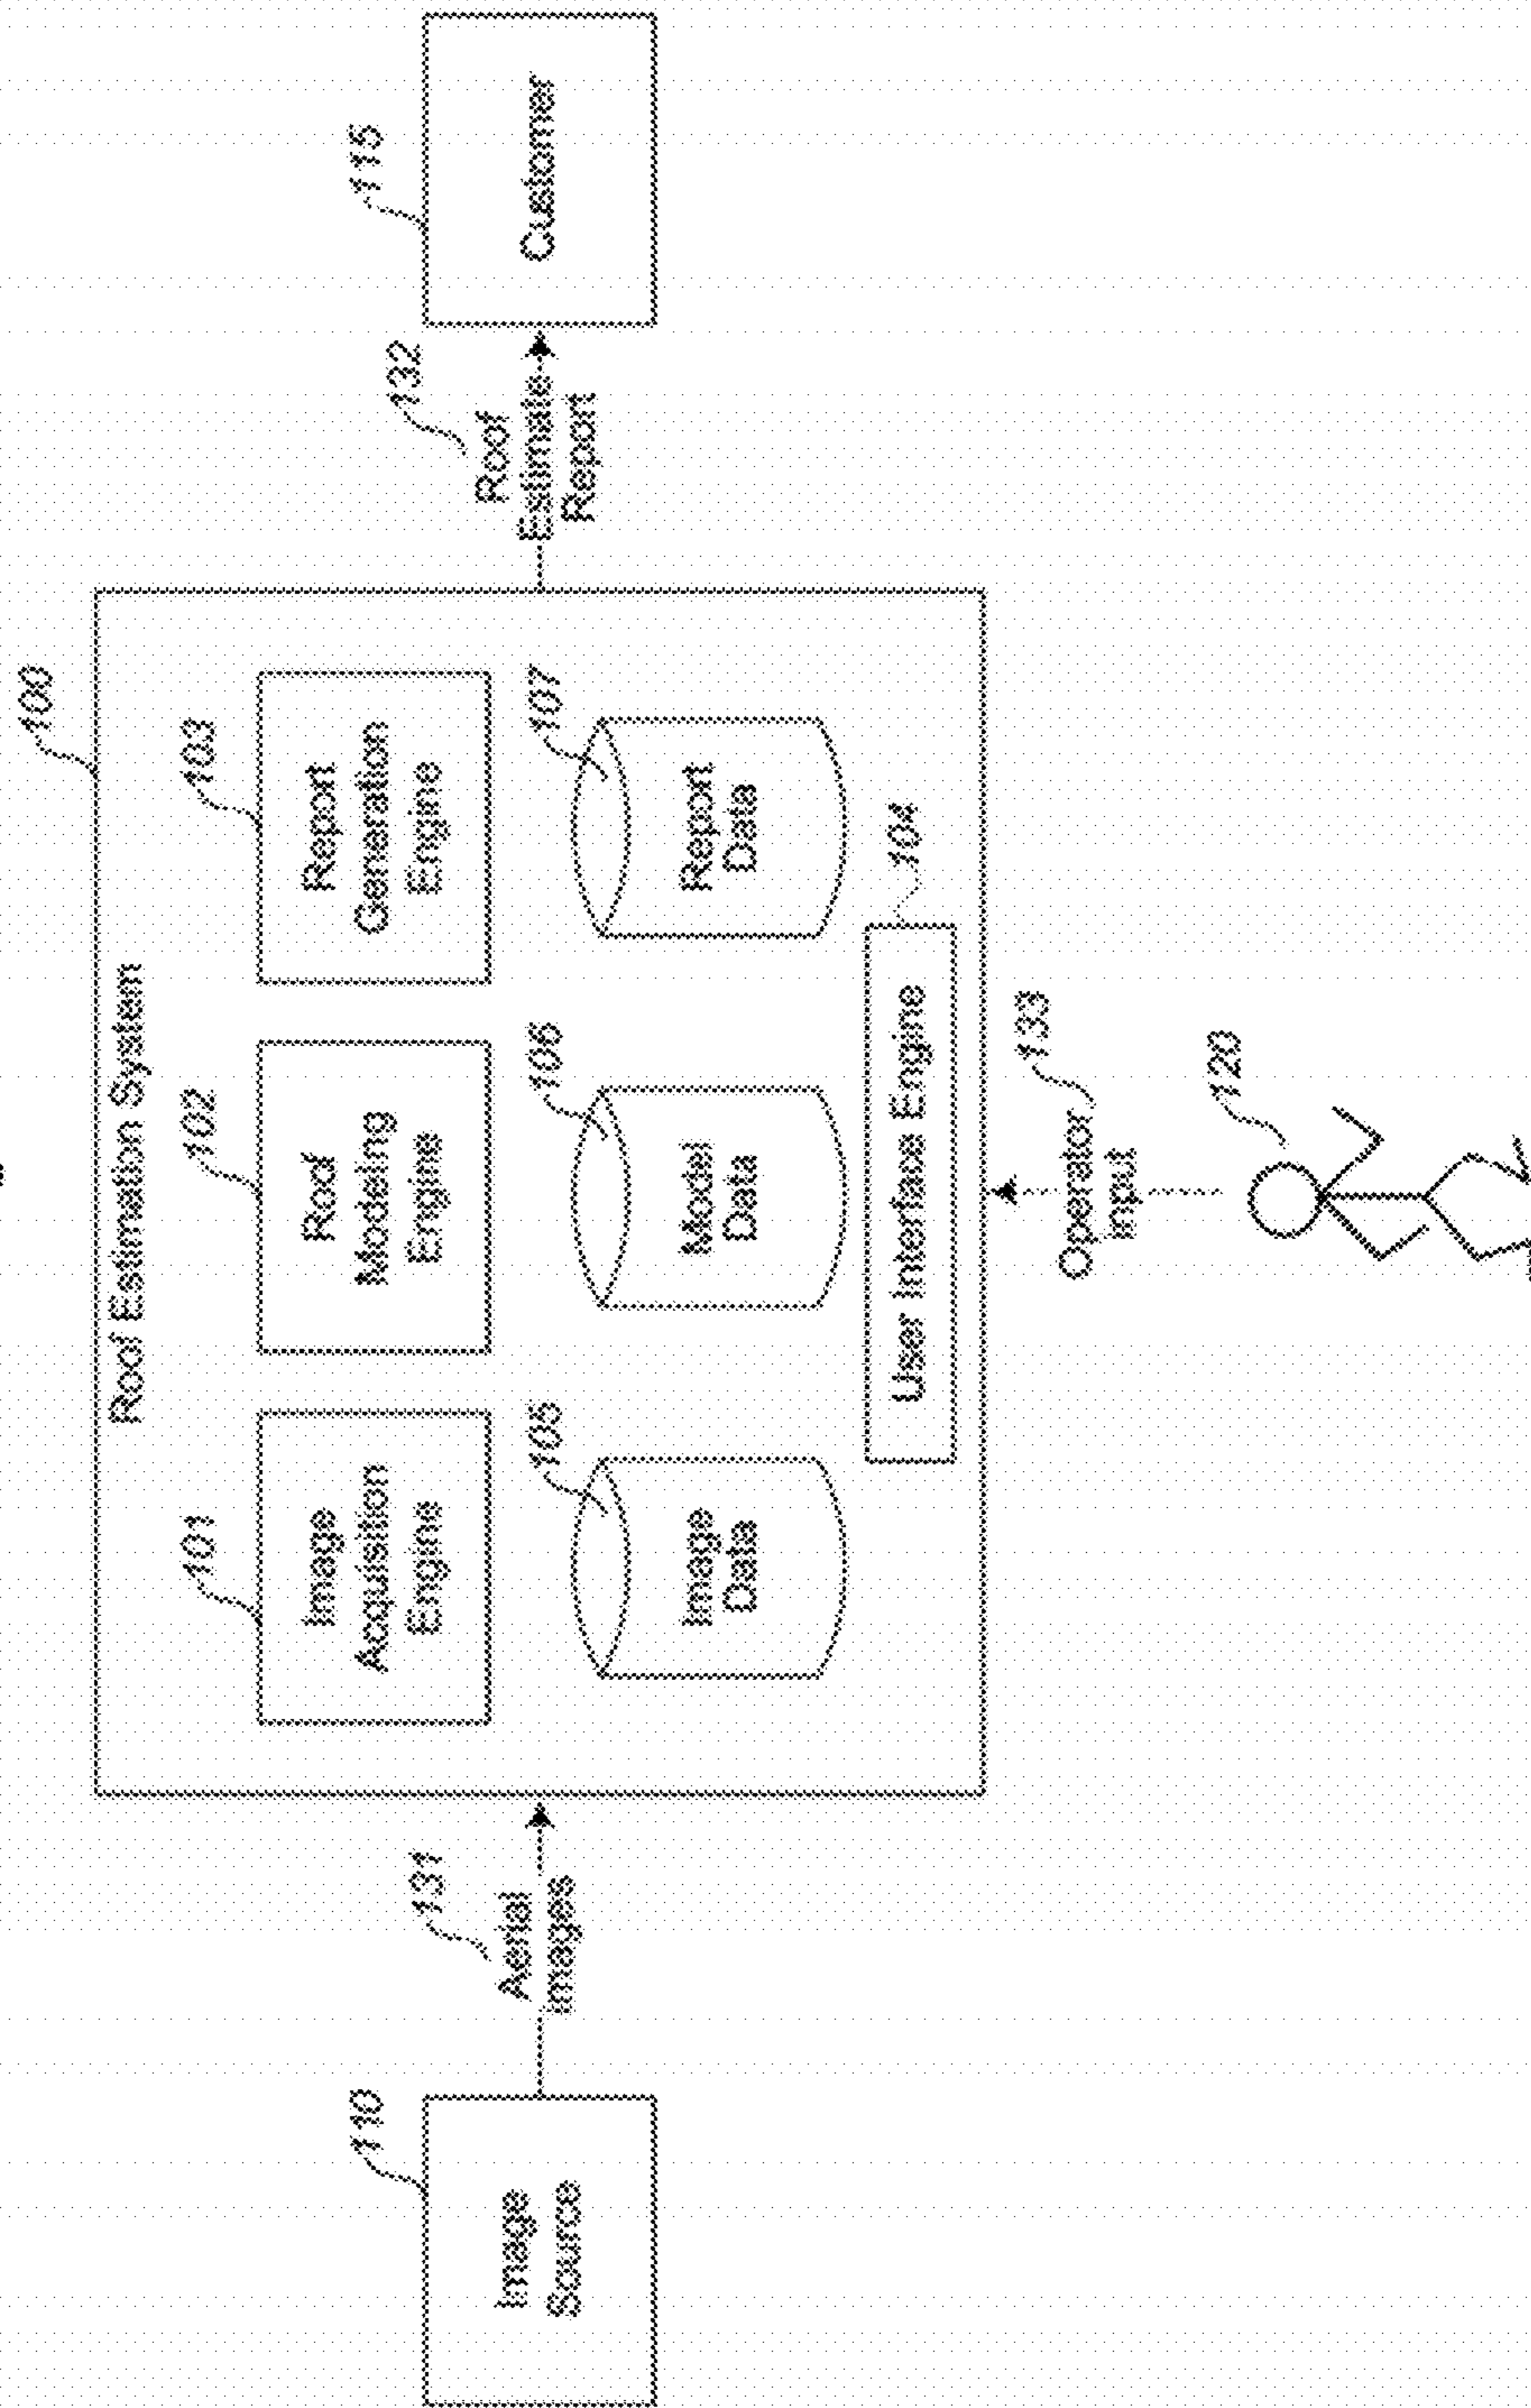 100
Roof Estimation System
101
Image
Acquisition
Engine
102
Roof
Modeling
Engine
103
Report
Generation
Engine
110
Image
Source
131
Aerial
Images
132
Roof
Estimate
Report
115
Customer
105
Image
Data
106
Model
Data
107
Report
Data
User Interface Engine
104
Operator
Input
133
120